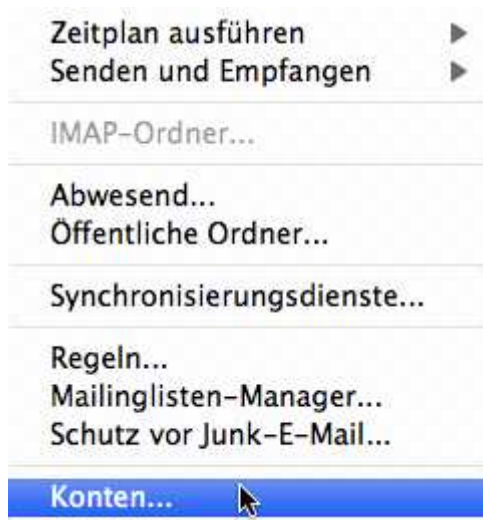 Zeitplan ausführen
Senden und Empfangen
IMAP-Ordner...
Abwesend...
Öffentliche Ordner...
Synchronisierungsdienste...
Regeln...
Mailinglisten-Manager...
Schutz vor Junk-E-Mail...
Konten...